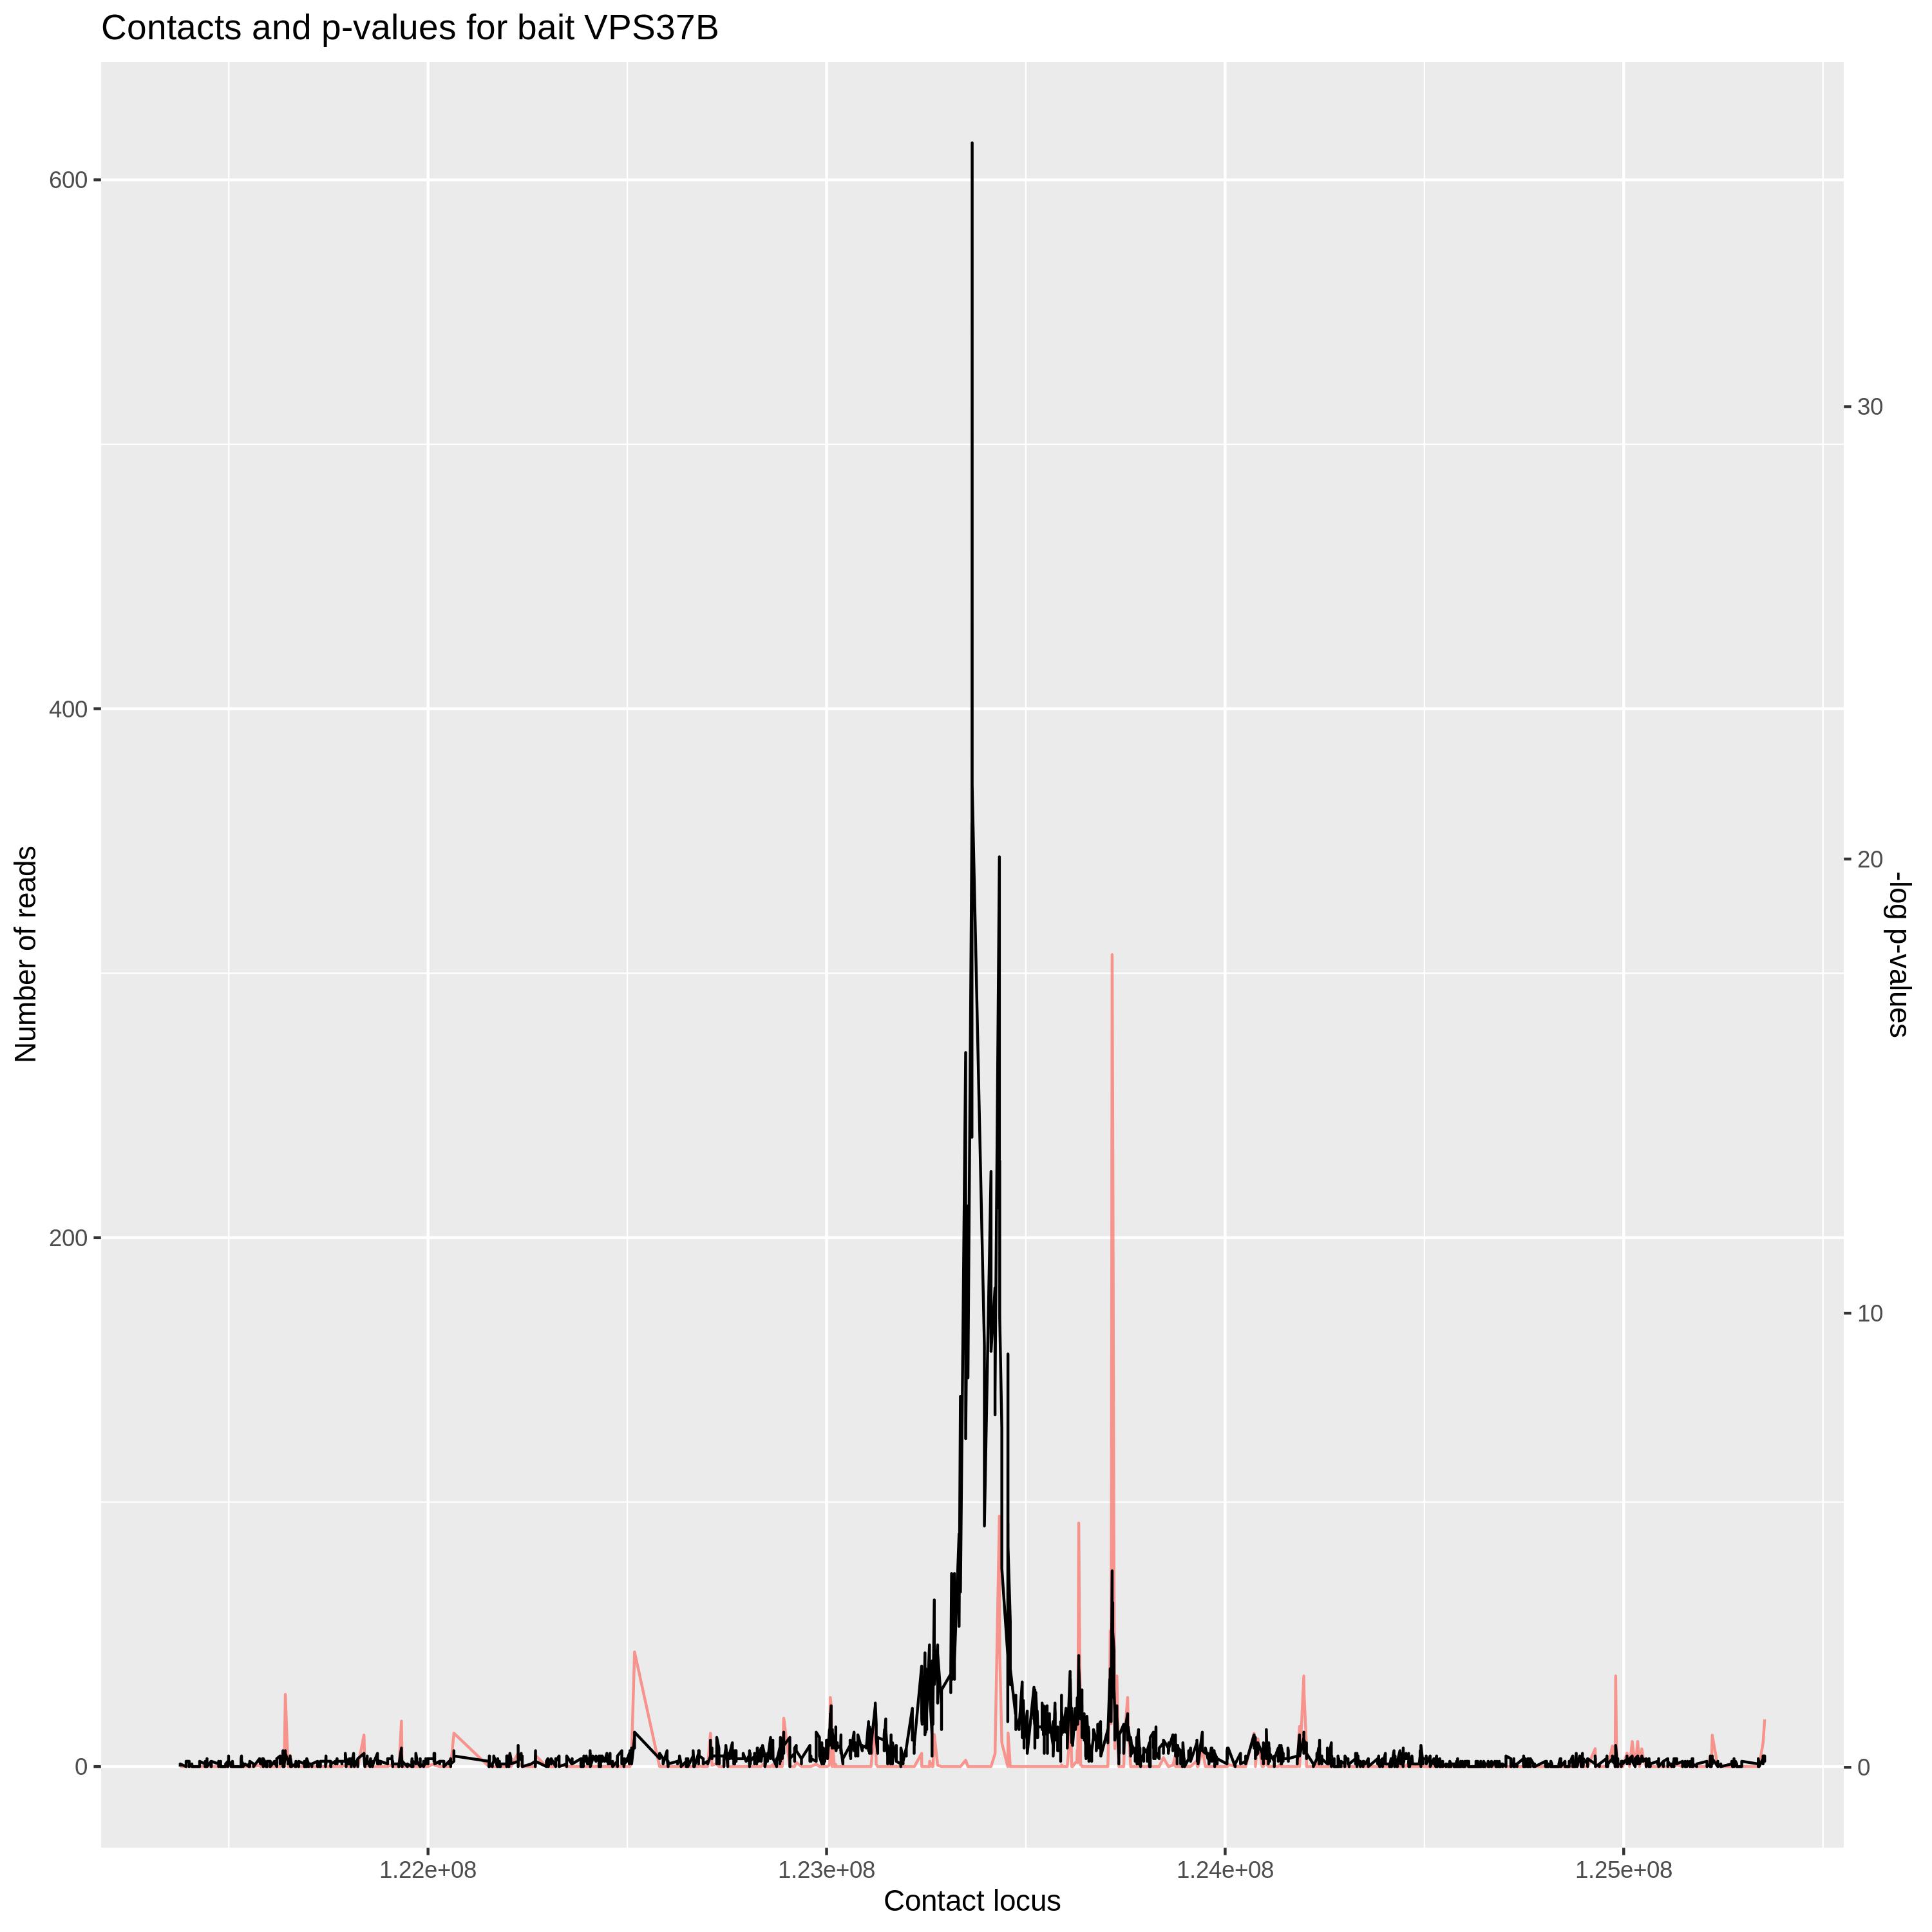 Contacts and p-values for bait VPS37B
600
400
200
0
Number of reads
30
20
10
0
-log p-values
1.22e+08
1.23e+08
1.24e+08
1.25e+08
Contact locus